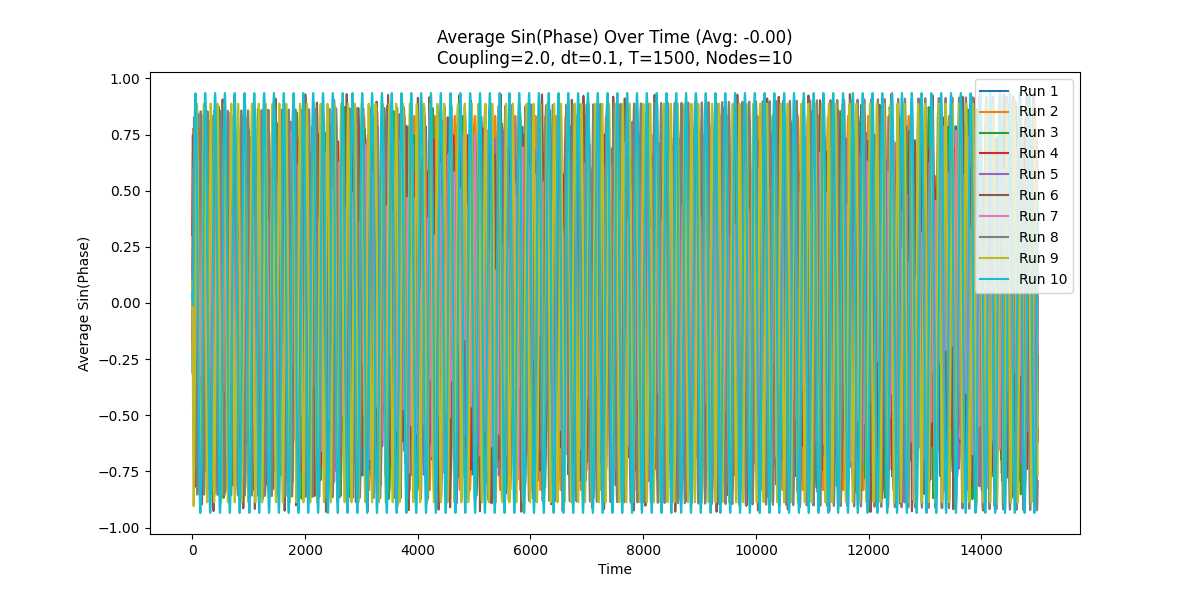 Average Sin(Phase) Over Time (Avg: -0.00)
Coupling=2.0, dt=0.1, T=1500, Nodes=10
Average Sin(Phase)
1.00
0.75
0.50
0.25
0.00
−0.25
−0.50
−0.75
−1.00
Run 1
Run 2
Run 3
Run 4
Run 5
Run 6
Run 7
Run 8
Run 9
Run 10
0
2000
4000
6000
8000
10000
12000
14000
Time